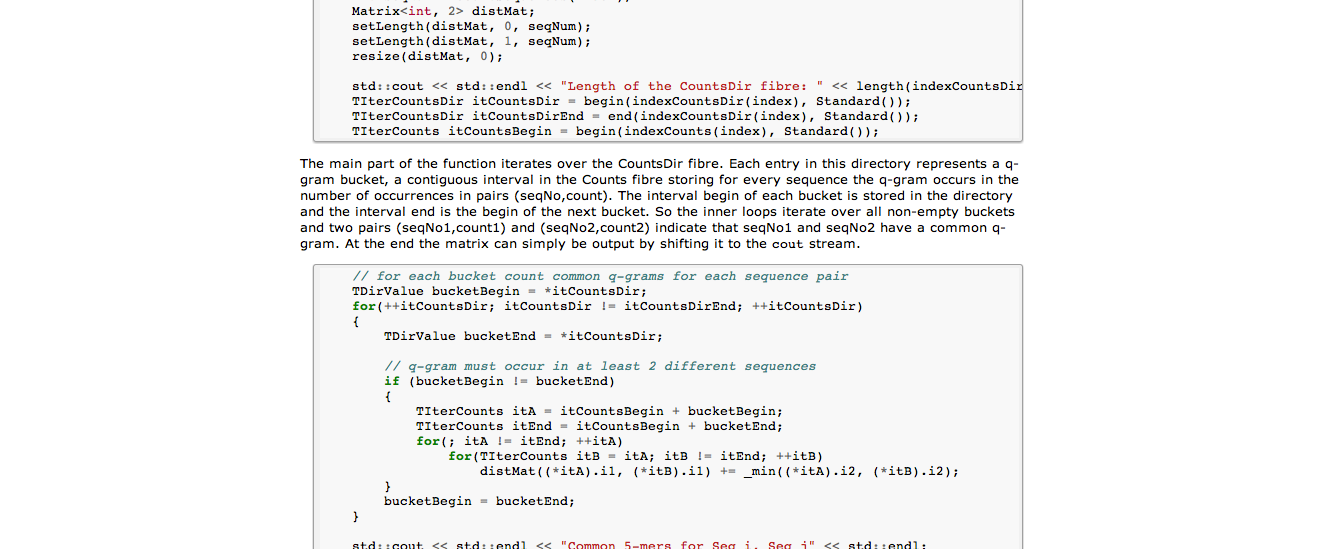 Matrix<int, 2> distMat;
setLength(distMat, 0, seqNum);
setLength(distMat, 1, seqNum);
resize(distMat, 0);
std::cout << std::endl << "Length of the CountsDir fibre: " << length(indexCountsDir
TIterCountsDir itCountsDir = begin(indexCountsDir(index), Standard());
TIterCountsDir itCountsDirEnd = end(indexCountsDir(index), Standard());
TIterCounts itCountsBegin = begin(indexCounts(index), Standard());
The main part of the function iterates over the CountsDir fibre. Each entry in this directory represents a q-
gram bucket, a contiguous interval in the Counts fibre storing for every sequence the q-gram occurs in the
number of occurrences in pairs (seqNo,count). The interval begin of each bucket is stored in the directory
and the interval end is the begin of the next bucket. So the inner loops iterate over all non-empty buckets
and two pairs (seqNo1,count1) and (seqNo2,count2) indicate that seqNo1 and seqNo2 have a common q-
gram. At the end the matrix can simply be output by shifting it to the cout stream.
// for each bucket count common q-grams for each sequence pair
TDirValue bucketBegin = *itCountsDir;
for(++itCountsDir; itCountsDir != itCountsDirEnd; ++itCountsDir)
{
TDirValue bucketEnd = *itCountsDir;
// q-gram must occur in at least 2 different sequences
if (bucketBegin != bucketEnd)
{
TIterCounts itA = itCountsBegin + bucketBegin;
TIterCounts itEnd = itCountsBegin + bucketEnd;
for(; itA != itEnd; ++itA)
for(TIterCounts itB = itA; itB != itEnd; ++itB)
distMat((*itA).i1, (*itB).i1) += _min((*itA).i2, (*itB).i2);
}
bucketBegin = bucketEnd;
}
std::cout << std::endl << "Common 5-mers for Seq_i, Seq_j" << std::endl;